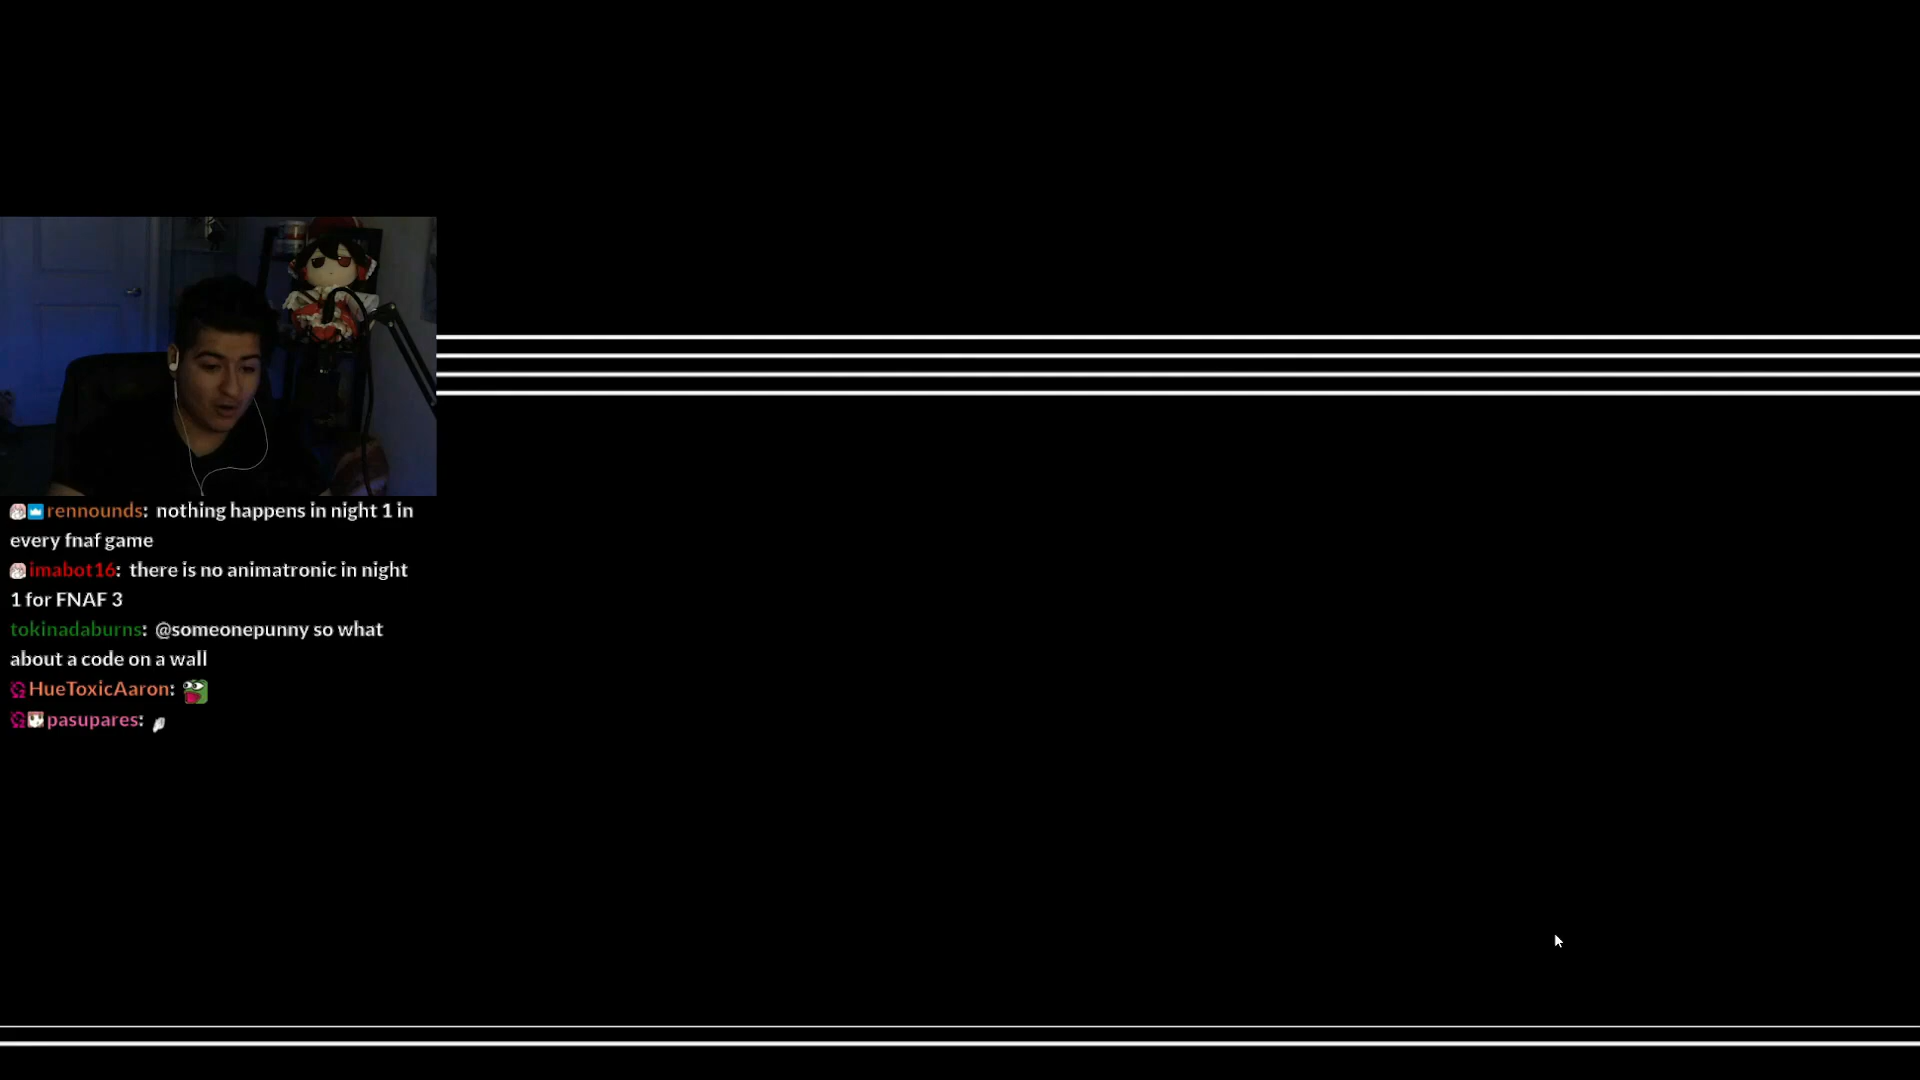 rennounds: nothing happens in night 1 in
every fnaf game
imabot16: there is no animatronic in night
1 for FNAF 3
tokinadaburns: @someonepunny so what
about a code on a wall
HueToxicAaron:
pasupares: